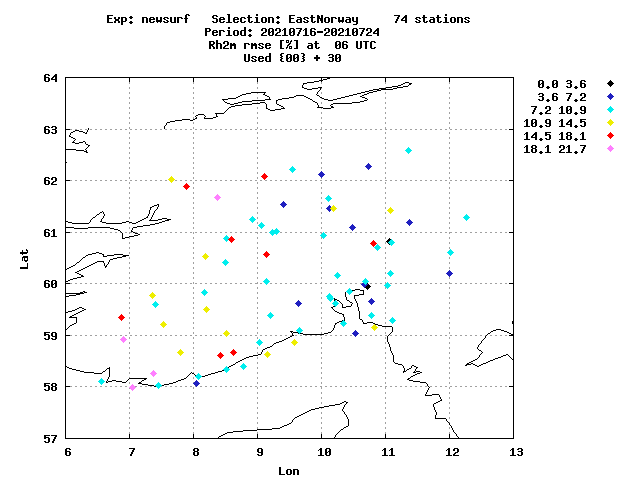 Exp: newsurf   Selection: EastNorway     74 stations
Period: 20210716-20210724
Rh2m rmse [%] at  06 UTC
Used {00} + 30
0.0 3.6
3.6 7.2
7.2 10.9
10.9 14.5
14.5 18.1
18.1 21.7
64
63
62
61
60
59
58
57
Lat
6 7 8 9 10 11 12 13
Lon